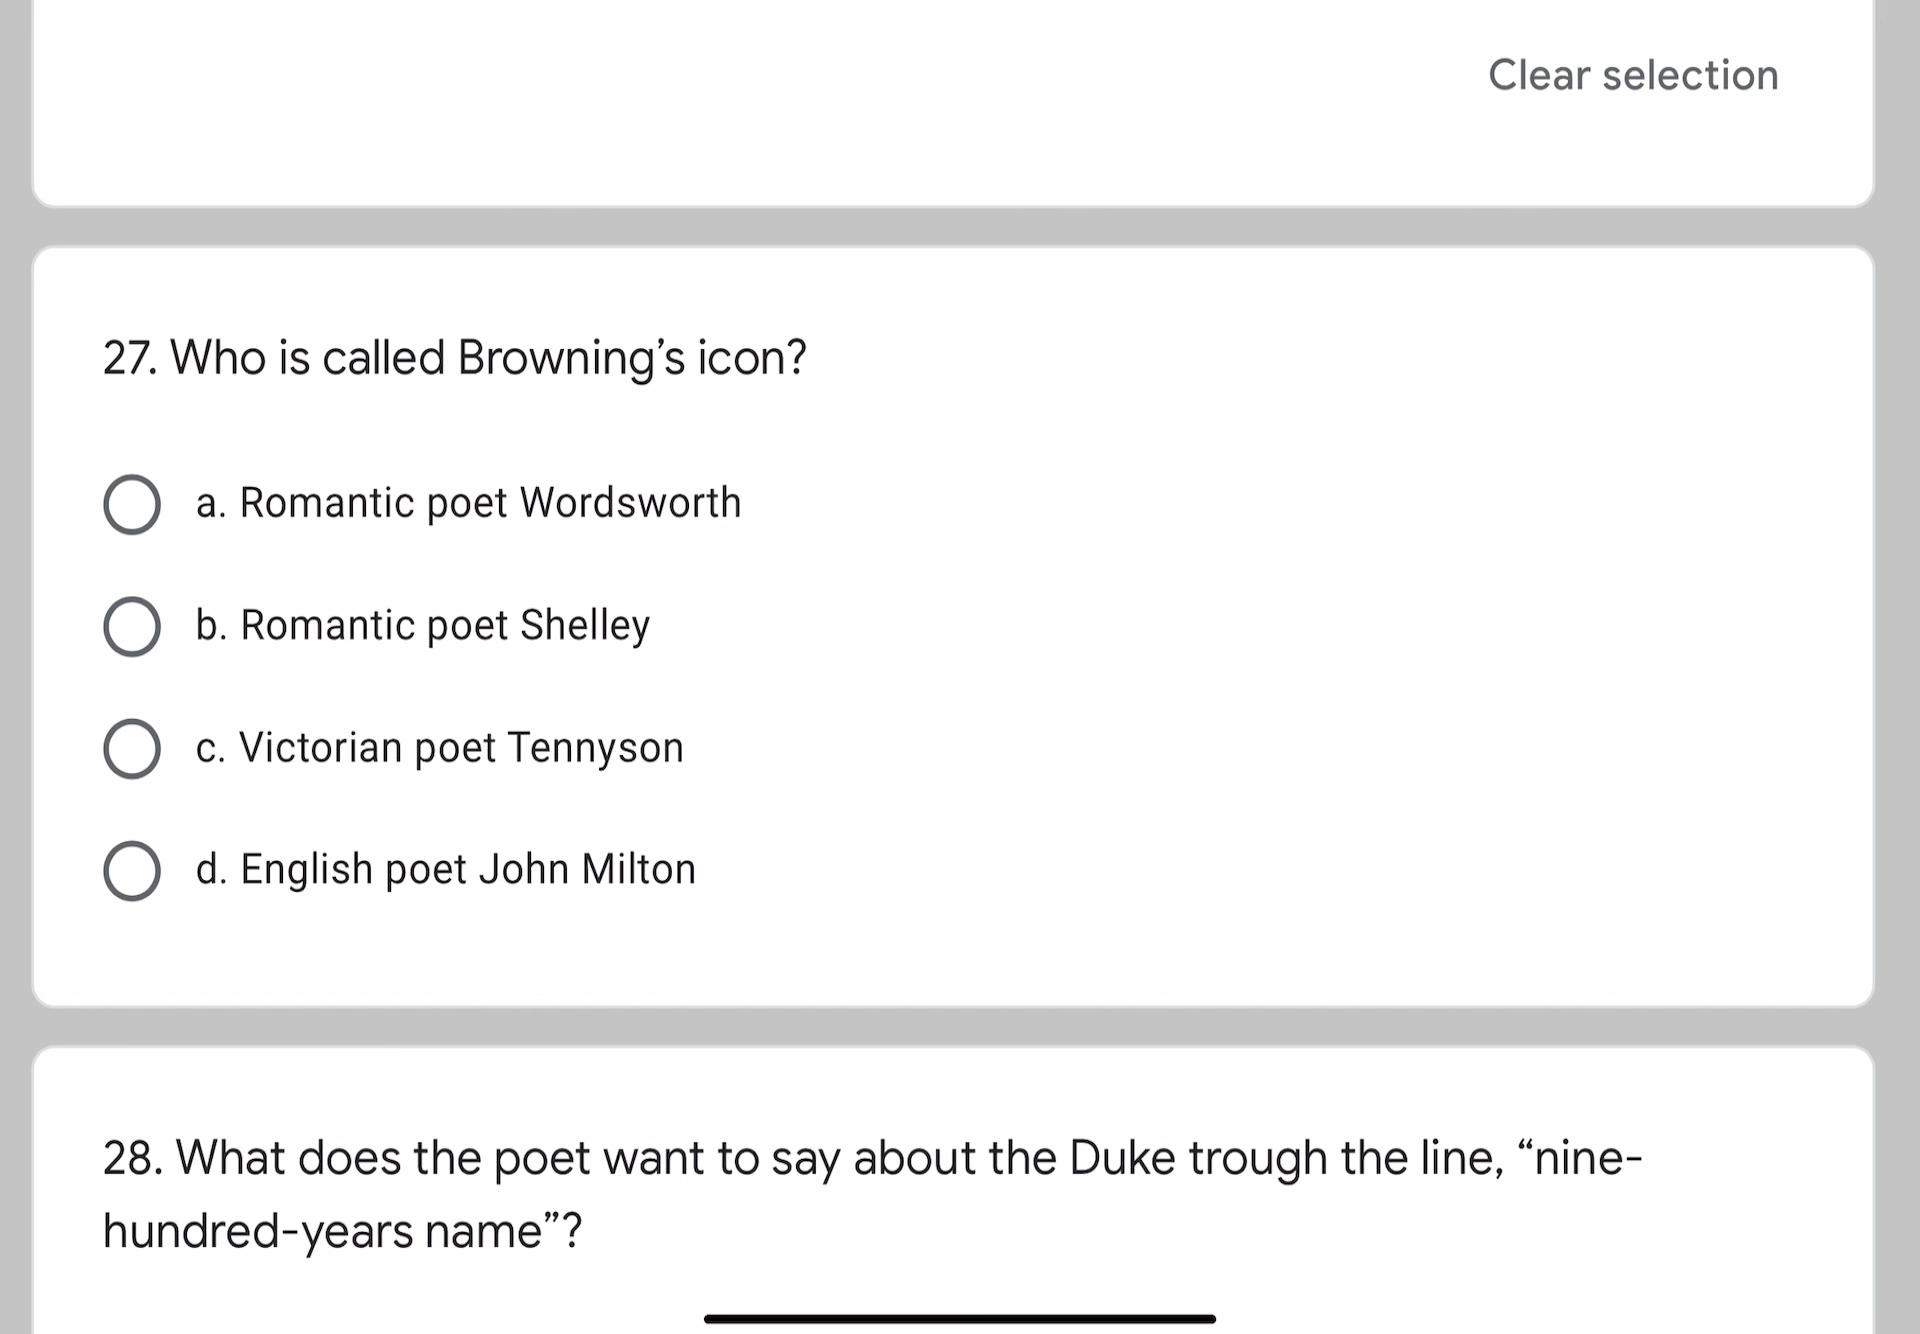 Clear selection
27. Who is called Browning’s icon?
a. Romantic poet Wordsworth
b. Romantic poet Shelley
c. Victorian poet Tennyson
d. English poet John Milton
28. What does the poet want to say about the Duke trough the line, “nine-
hundred-years name”?